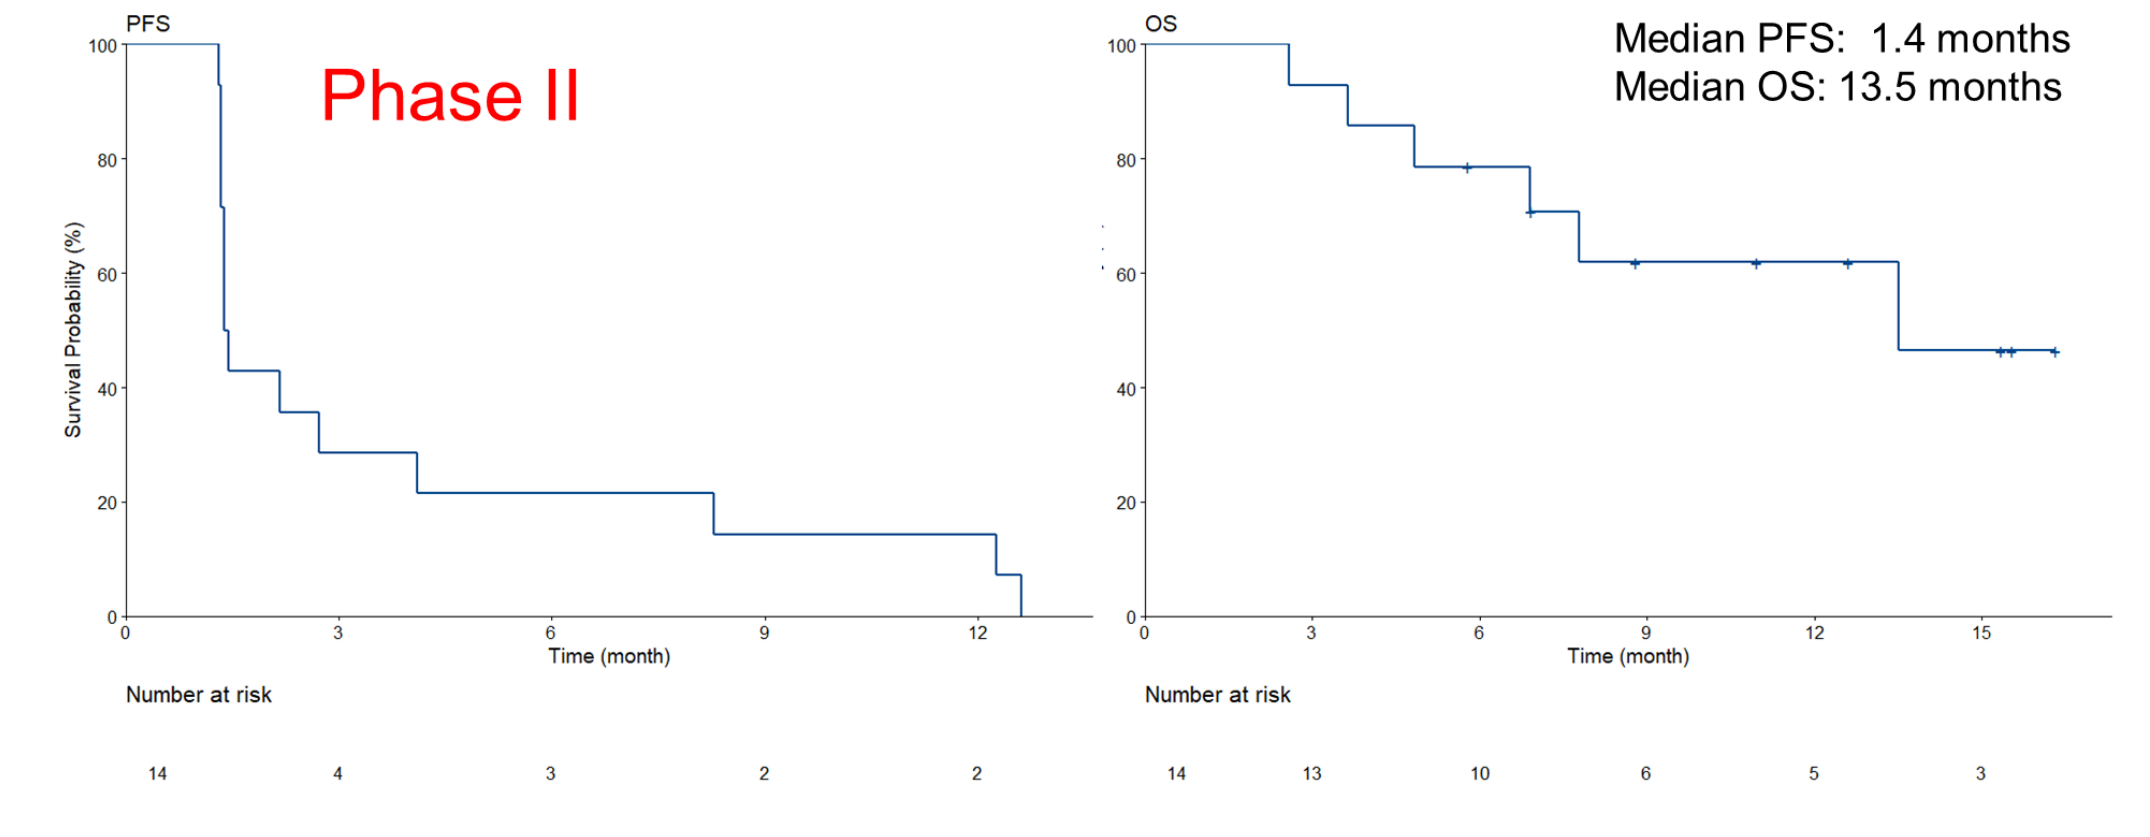 PFS
Phase II
100
80
60
40
20
0
Survival Probability (%)
0 3 6 9 12
Time (month)
Number at risk
14 4 3 2 2
OS
Median PFS: 1.4 months
Median OS: 13.5 months
100
80
60
40
20
0
0 3 6 9 12 15
Time (month)
Number at risk
14 13 10 6 5 3